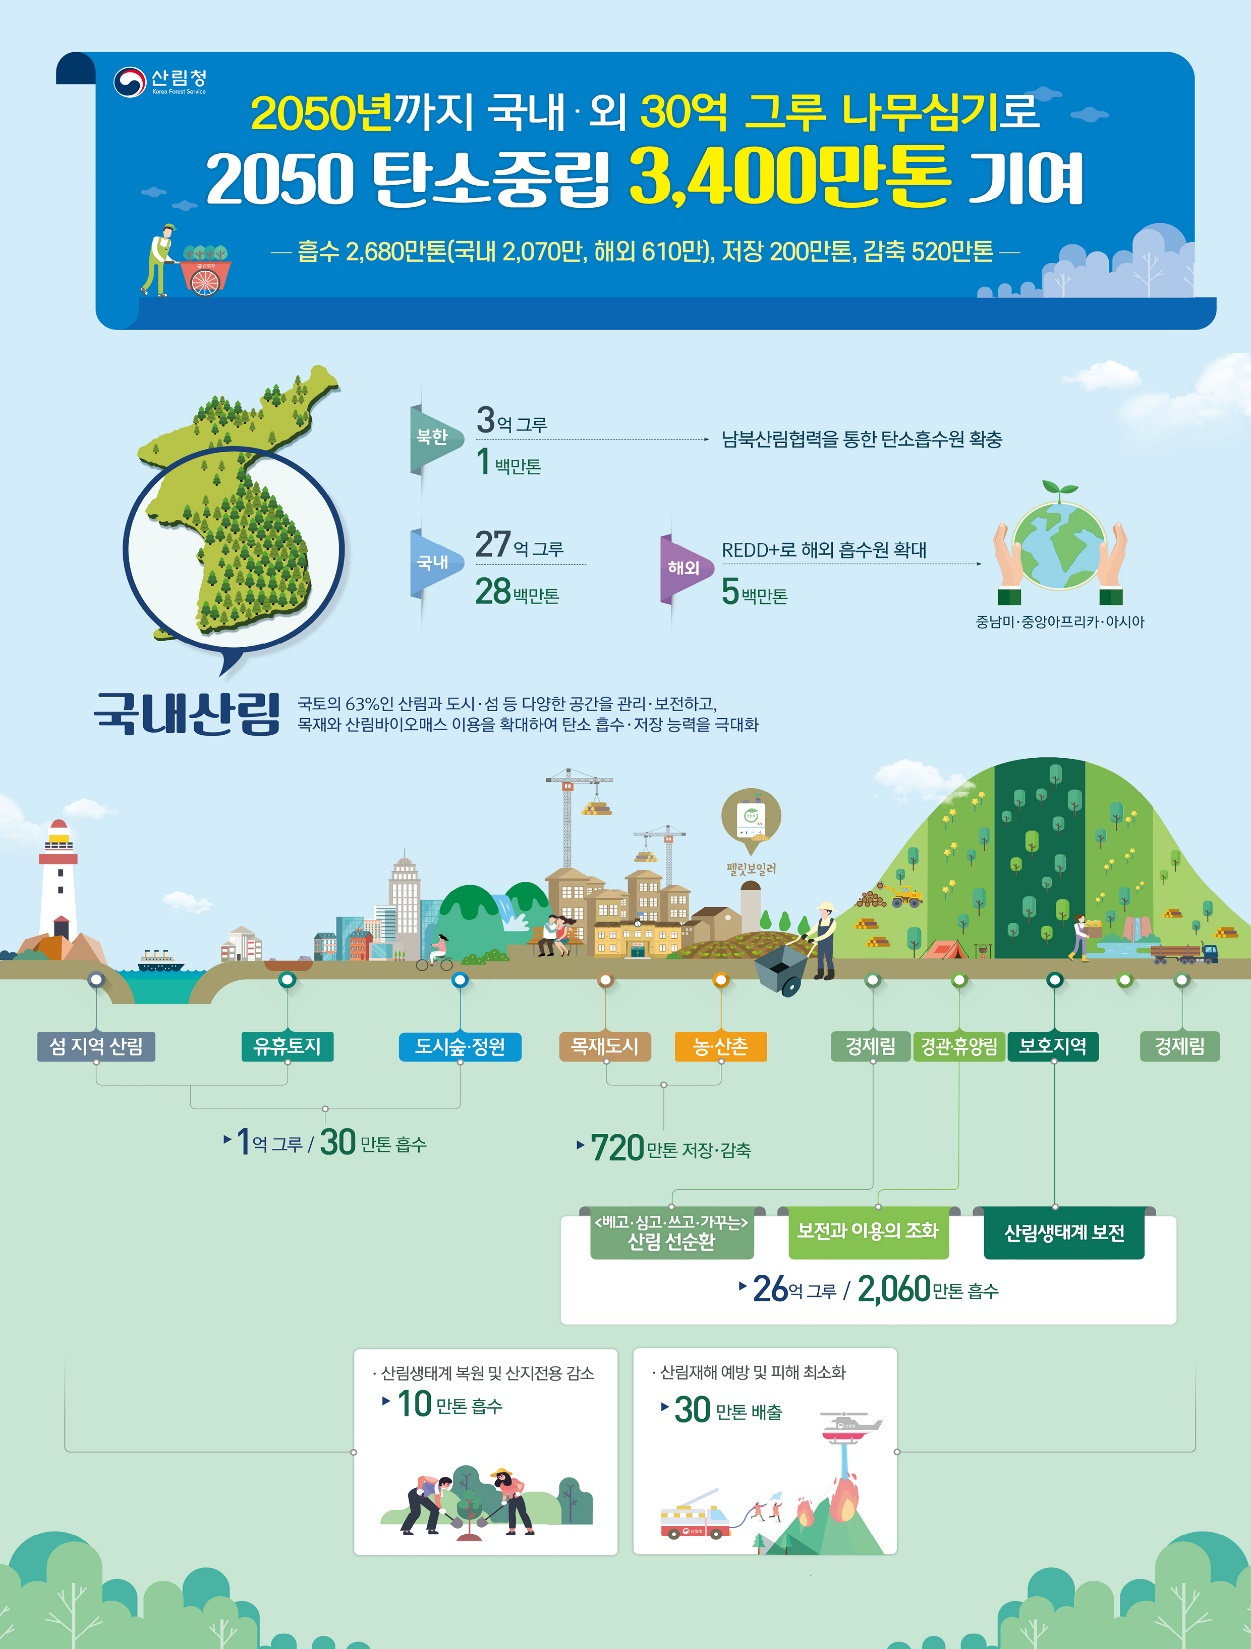 산림청
Korea Forest Service
2050년까지 국내·외 30억 그루 나무심기로
2050 탄소중립 3,400만톤 기여
흡수 2,680만톤(국내 2,070만, 해외 610만), 저장 200만톤, 감축 520만톤
북한
3억 그루
1백만톤
남북산림협력을 통한 탄소흡수원 확충
국내
27억 그루
28백만톤
해외
REDD+로 해외 흡수원 확대
5백만톤
중남미·중앙아프리카·아시아
국내산림
국토의 63%인 산림과 도시·섬 등 다양한 공간을 관리·보전하고,
목재와 산림바이오매스 이용을 확대하여 탄소 흡수·저장 능력을 극대화
펠릿보일러
섬 지역 산림
유휴토지
도시숲·정원
목재도시
농·산촌
경제림
경관·휴양림
보호지역
경제림
▶ 1억 그루 / 30만톤 흡수
▶ 720만톤 저장·감축
<베고·심고·쓰고·가꾸는>
산림 선순환
보전과 이용의 조화
산림생태계 보전
▶ 26억 그루 / 2,060만톤 흡수
· 산림생태계 복원 및 산지전용 감소
▶ 10만톤 흡수
· 산림재해 예방 및 피해 최소화
▶ 30만톤 배출